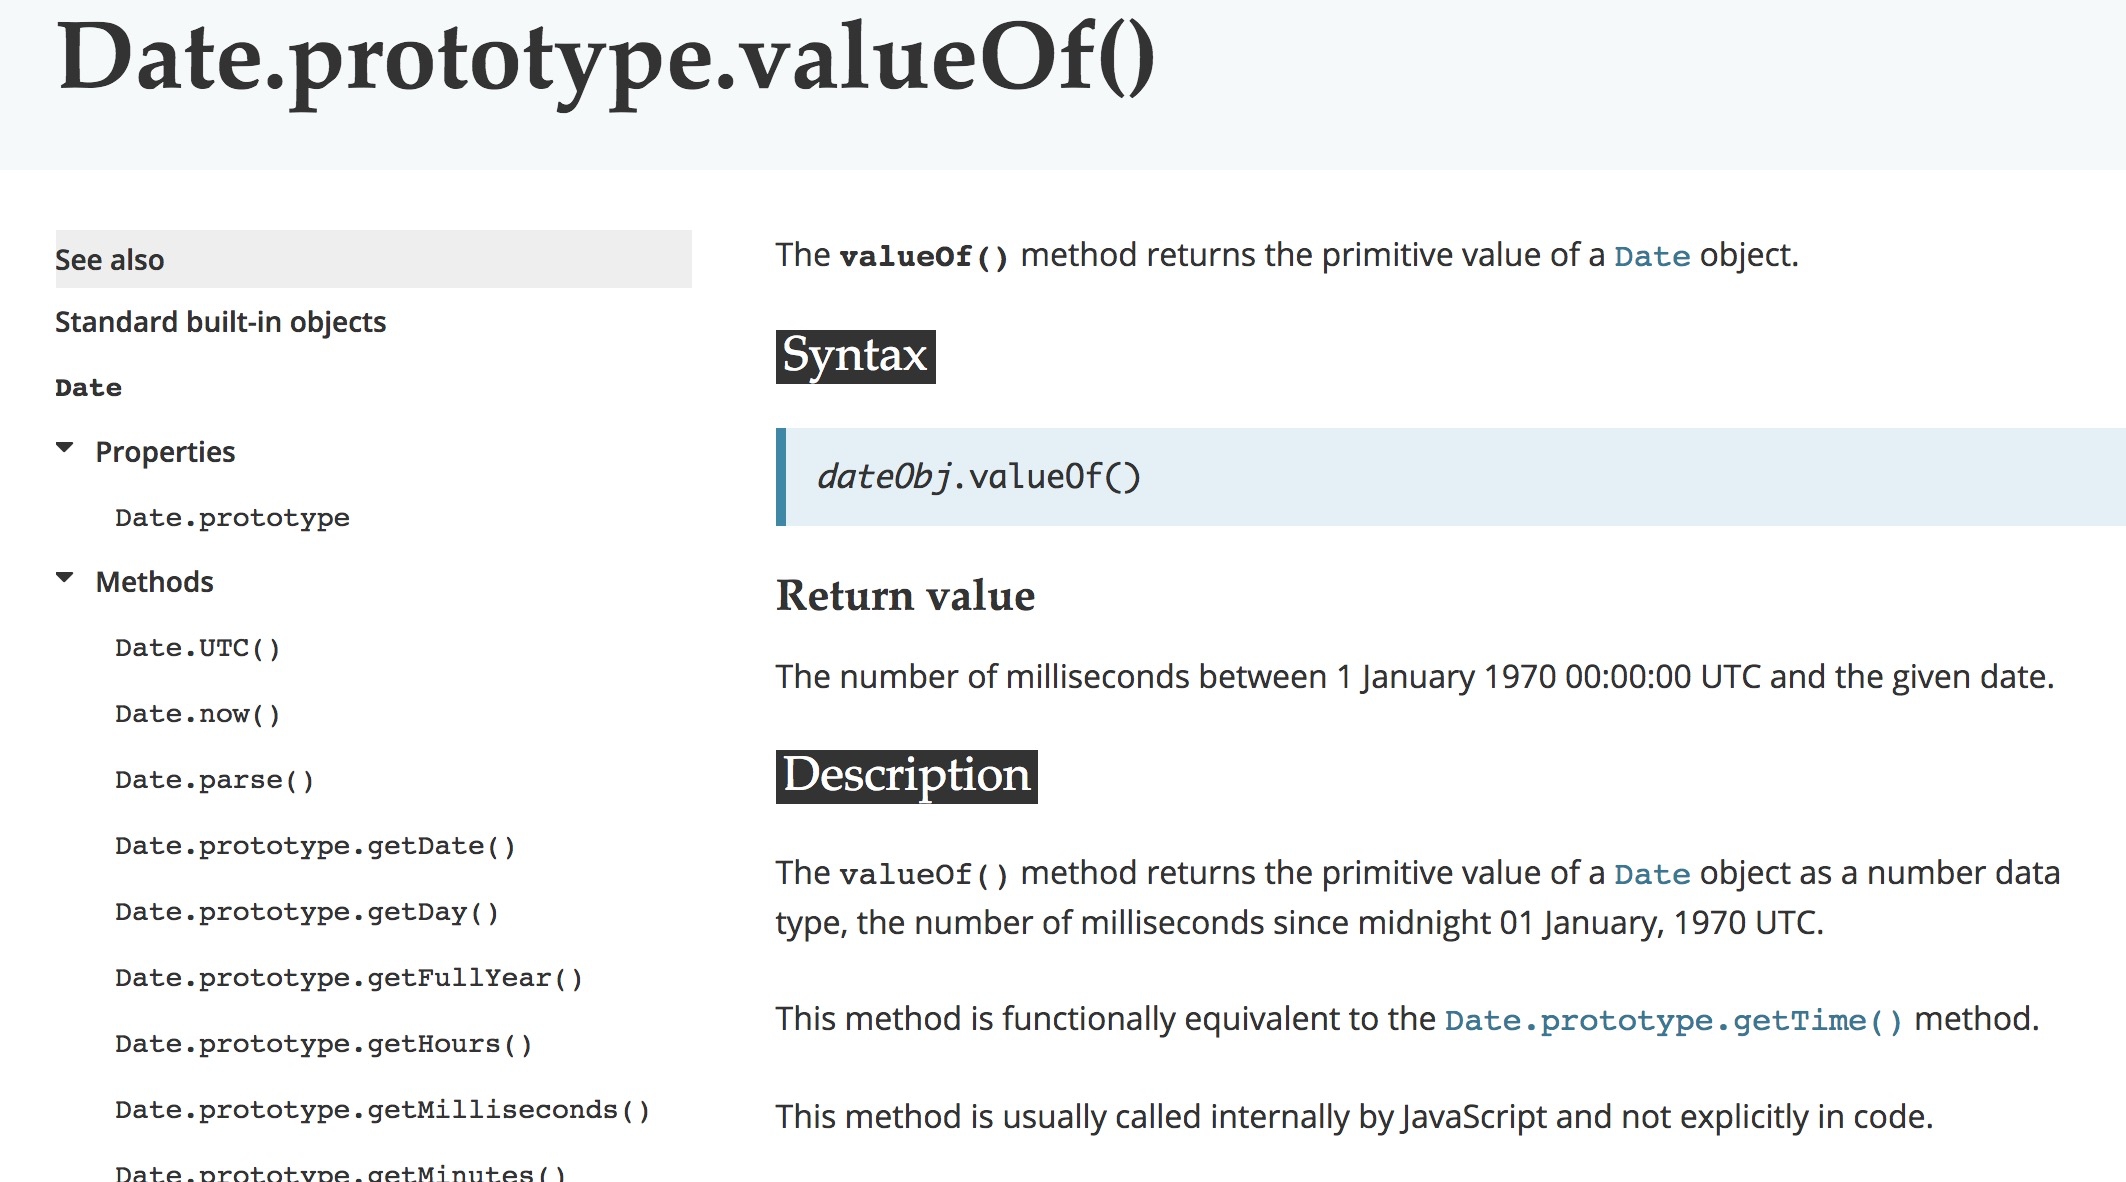 Date.prototype.valueOf()
See also
Standard built-in objects
Date
Properties
Date.prototype
Methods
Date.UTC()
Date.now()
Date.parse()
Date.prototype.getDate()
Date.prototype.getDay()
Date.prototype.getFullYear()
Date.prototype.getHours()
Date.prototype.getMilliseconds()
Date.prototype.getMinutes()
The valueOf() method returns the primitive value of a Date object.
Syntax
dateObj.valueOf()
Return value
The number of milliseconds between 1 January 1970 00:00:00 UTC and the given date.
Description
The valueOf() method returns the primitive value of a Date object as a number data
type, the number of milliseconds since midnight 01 January, 1970 UTC.
This method is functionally equivalent to the Date.prototype.getTime() method.
This method is usually called internally by JavaScript and not explicitly in code.